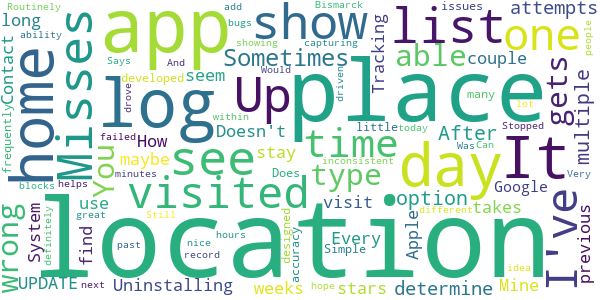 Routinely
long
Contact
frequently
home
Misses
app
bugs
add
ability
Says
And
developed
drove
seem
log
failed
How
maybe
minutes
Bismarck
issues
showing
capturing
show
Sometimes
Would
driven
Up
within
Doesn't
little
today
inconsistent
list
Tracking
able
couple
many
place
After
Was
Can
Stopped
one
attempts
people
gets
multiple
lot
Very
It
I've
Google
previous
blocks
helps
wrong
System
UPDATE
definitely
use
find
You
see
stay
Does
time
type
visited
option
day
takes
visit
Every
Apple
different
location
great
Still
next
past
Uninstalling
nice
record
hours
weeks
designed
accuracy
Simple
hope
stars
determine
Mine
idea